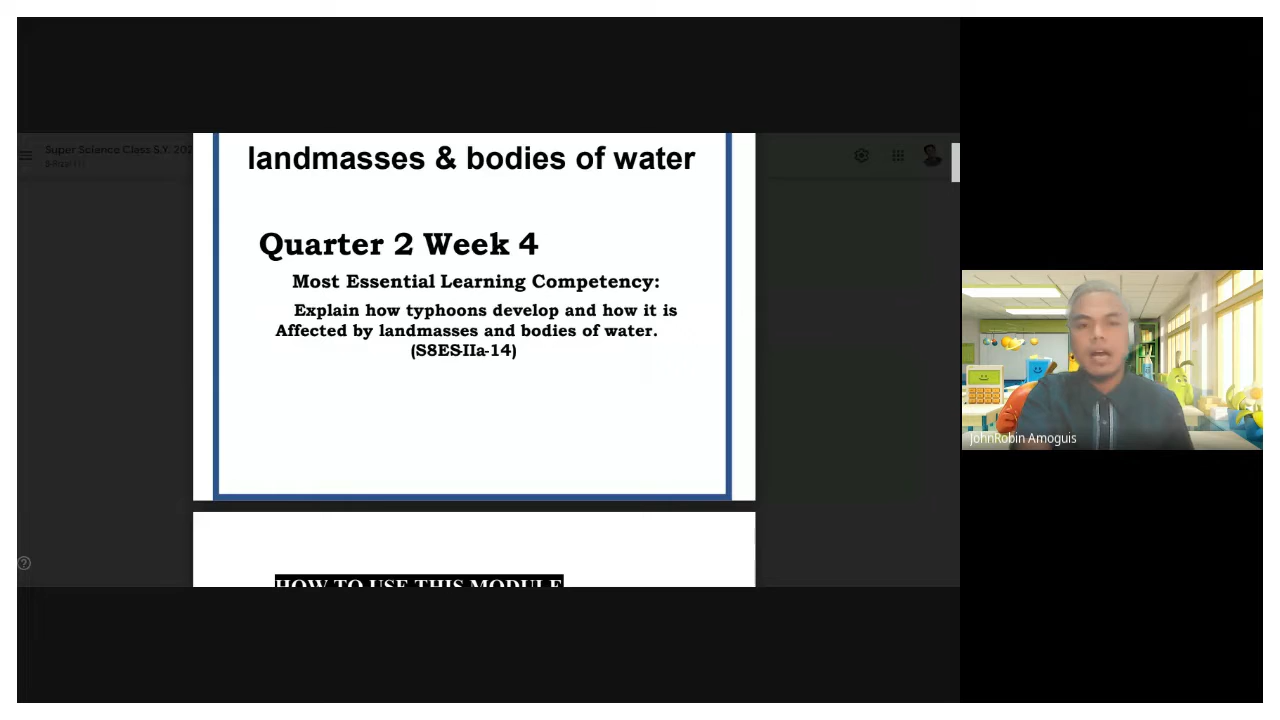 Super Science Class S.Y. 202
landmasses & bodies of water
Quarter 2 Week 4
Most Essential Learning Competency:
Explain how typhoons develop and how it is
Affected by landmasses and bodies of water.
(S8ES-IIa-14)
HOW TO USE THIS MODULE
JohnRobin Amoguis